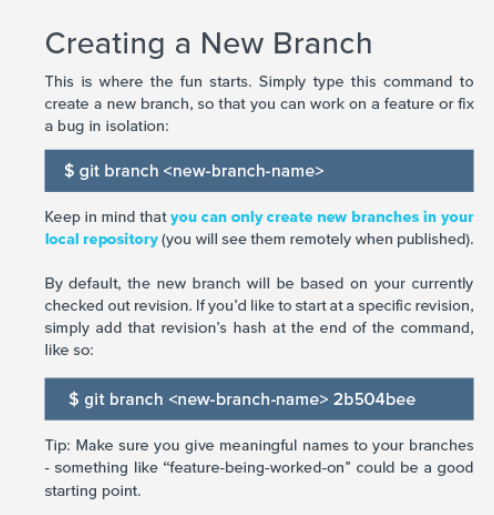 Creating a New Branch
This is where the fun starts. Simply type this command to
create a new branch, so that you can work on a feature or fix
a bug in isolation:
$ git branch <new-branch-name>
Keep in mind that you can only create new branches in your
local repository (you will see them remotely when published).
By default, the new branch will be based on your currently
checked out revision. If you’d like to start at a specific revision,
simply add that revision’s hash at the end of the command,
like so:
$ git branch <new-branch-name> 2b504bee
Tip: Make sure you give meaningful names to your branches
- something like “feature-being-worked-on” could be a good
starting point.